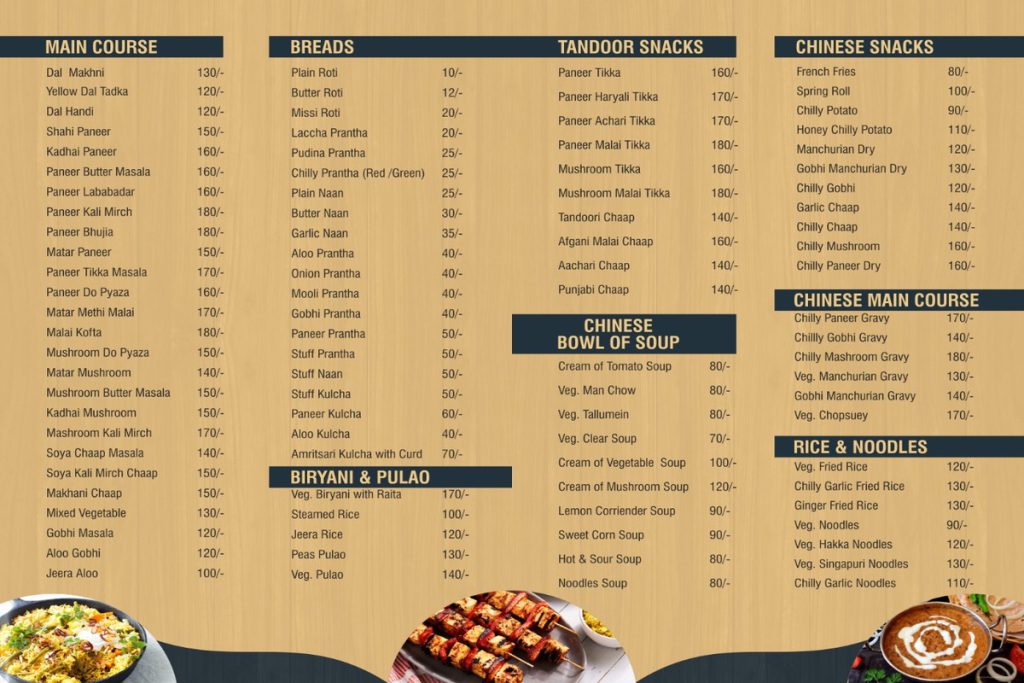 MAIN COURSE
Dal Makhni 130/-
Yellow Dal Tadka 120/-
Dal Handi 120/-
Shahi Paneer 150/-
Kadhai Paneer 160/-
Paneer Butter Masala 160/-
Paneer Lababadar 160/-
Paneer Kali Mirch 180/-
Paneer Bhujia 180/-
Matar Paneer 150/-
Paneer Tikka Masala 170/-
Paneer Do Pyaza 160/-
Matar Methi Malai 170/-
Malai Kofta 180/-
Mushroom Do Pyaza 150/-
Matar Mushroom 140/-
Mushroom Butter Masala 150/-
Kadhai Mushroom 150/-
Mashroom Kali Mirch 170/-
Soya Chaap Masala 140/-
Soya Kali Mirch Chaap 150/-
Makhani Chaap 150/-
Mixed Vegetable 130/-
Gobhi Masala 120/-
Aloo Gobhi 120/-
Jeera Aloo 100/-
BREADS
Plain Roti 10/-
Butter Roti 12/-
Missi Roti 20/-
Laccha Prantha 20/-
Pudina Prantha 25/-
Chilly Prantha (Red /Green) 25/-
Plain Naan 25/-
Butter Naan 30/-
Garlic Naan 35/-
Aloo Prantha 40/-
Onion Prantha 40/-
Mooli Prantha 40/-
Gobhi Prantha 40/-
Paneer Prantha 50/-
Stuff Prantha 50/-
Stuff Naan 50/-
Stuff Kulcha 50/-
Paneer Kulcha 60/-
Aloo Kulcha 40/-
Amritsari Kulcha with Curd 70/-
BIRYANI & PULAO
Veg. Biryani with Raita 170/-
Steamed Rice 100/-
Jeera Rice 120/-
Peas Pulao 130/-
Veg. Pulao 140/-
TANDOOR SNACKS
Paneer Tikka 160/-
Paneer Haryali Tikka 170/-
Paneer Achari Tikka 170/-
Paneer Malai Tikka 180/-
Mushroom Tikka 160/-
Mushroom Malai Tikka 180/-
Tandoori Chaap 140/-
Afgani Malai Chaap 160/-
Aachari Chaap 140/-
Punjabi Chaap 140/-
CHINESE
BOWL OF SOUP
Cream of Tomato Soup 80/-
Veg. Man Chow 80/-
Veg. Tallumein 80/-
Veg. Clear Soup 70/-
Cream of Vegetable Soup 100/-
Cream of Mushroom Soup 120/-
Lemon Corriender Soup 90/-
Sweet Corn Soup 90/-
Hot & Sour Soup 80/-
Noodles Soup 80/-
CHINESE SNACKS
French Fries 80/-
Spring Roll 100/-
Chilly Potato 90/-
Honey Chilly Potato 110/-
Manchurian Dry 120/-
Gobhi Manchurian Dry 130/-
Chilly Gobhi 120/-
Garlic Chaap 140/-
Chilly Chaap 140/-
Chilly Mushroom 160/-
Chilly Paneer Dry 160/-
CHINESE MAIN COURSE
Chilly Paneer Gravy 170/-
Chillly Gobhi Gravy 140/-
Chilly Mashroom Gravy 180/-
Veg. Manchurian Gravy 130/-
Gobhi Manchurian Gravy 140/-
Veg. Chopsuey 170/-
RICE & NOODLES
Veg. Fried Rice 120/-
Chilly Garlic Fried Rice 130/-
Ginger Fried Rice 130/-
Veg. Noodles 90/-
Veg. Hakka Noodles 120/-
Veg. Singapuri Noodles 130/-
Chilly Garlic Noodles 110/-